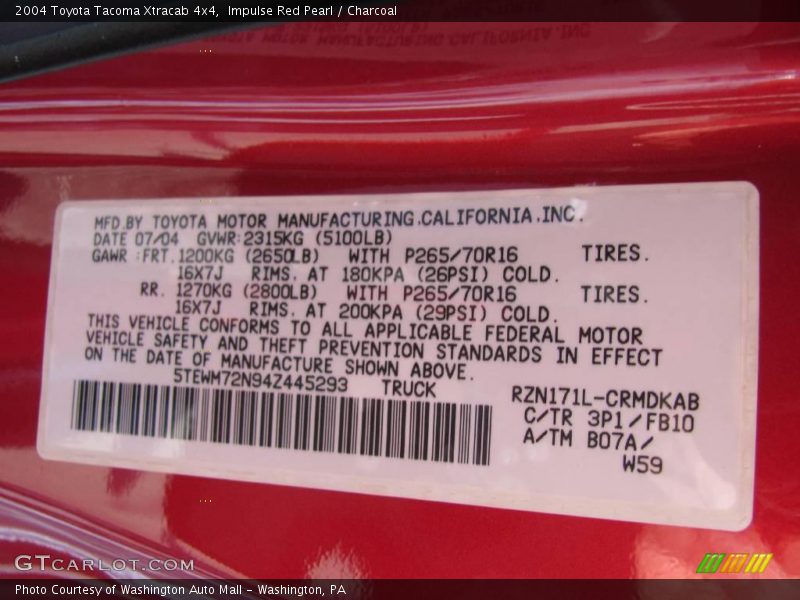 2004 Toyota Tacoma Xtracab 4x4,  Impulse Red Pearl / Charcoal
MFD.BY TOYOTA MOTOR MANUFACTURING.CALIFORNIA.INC.
DATE 07/04 GVWR:2315KG (5100LB)
GAWR :FRT.1200KG (2650LB) WITH P265/70R16 TIRES.
16X7J RIMS. AT 180KPA (26PSI) COLD.
RR. 1270KG (2800LB) WITH P265/70R16 TIRES.
16X7J RIMS. AT 200KPA (29PSI) COLD.
THIS VEHICLE CONFORMS TO ALL APPLICABLE FEDERAL MOTOR
VEHICLE SAFETY AND THEFT PREVENTION STANDARDS IN EFFECT
ON THE DATE OF MANUFACTURE SHOWN ABOVE.
5TEWM72N94Z445293 TRUCK
RZN171L-CRMDKAB
C/TR 3P1/FB10
A/TM B07A/
W59
GTCARLOT.COM
Photo Courtesy of Washington Auto Mall - Washington, PA